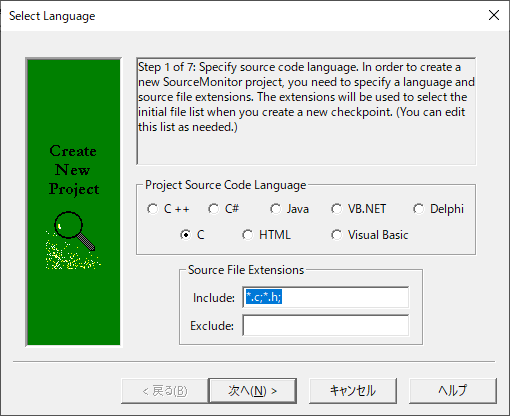 Select Language
Step 1 of 7: Specify source code language. In order to create a
new SourceMonitor project, you need to specify a language and
source file extensions. The extensions will be used to select the
initial file list when you create a new checkpoint. (You can edit
this list as needed.)
Create
New
Project
Project Source Code Language
C ++ C# Java VB.NET Delphi
C HTML Visual Basic
Source File Extensions
Include: *.c;*.h;
Exclude:
< 戻る(B) 次へ(N) > キャンセル ヘルプ